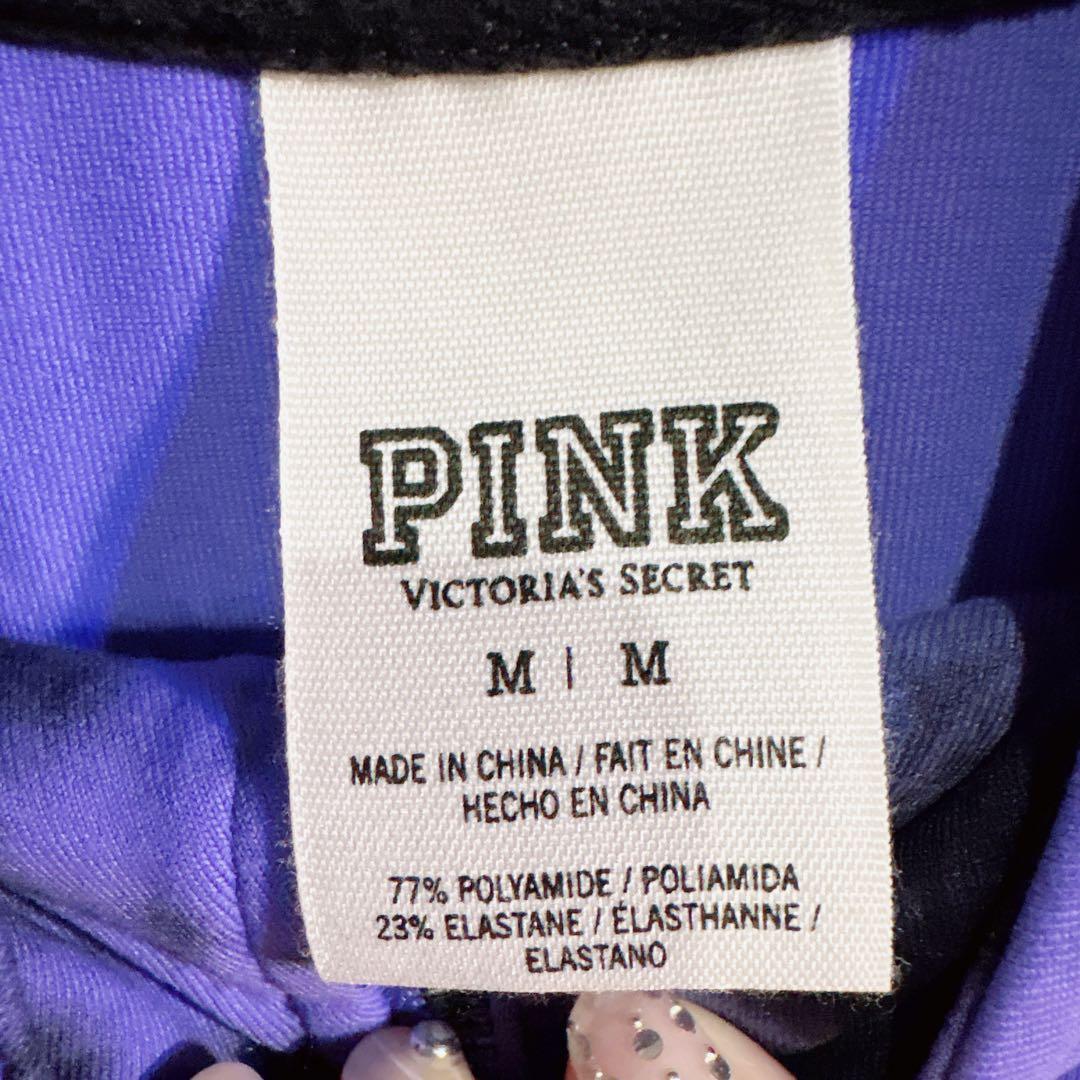 PINK
VICTORIA'S SECRET
M | M
MADE IN CHINA / FAIT EN CHINE /
HECHO EN CHINA
77% POLYAMIDE / POLIAMIDA
23% ELASTANE / ÉLASTHANNE /
ELASTANO